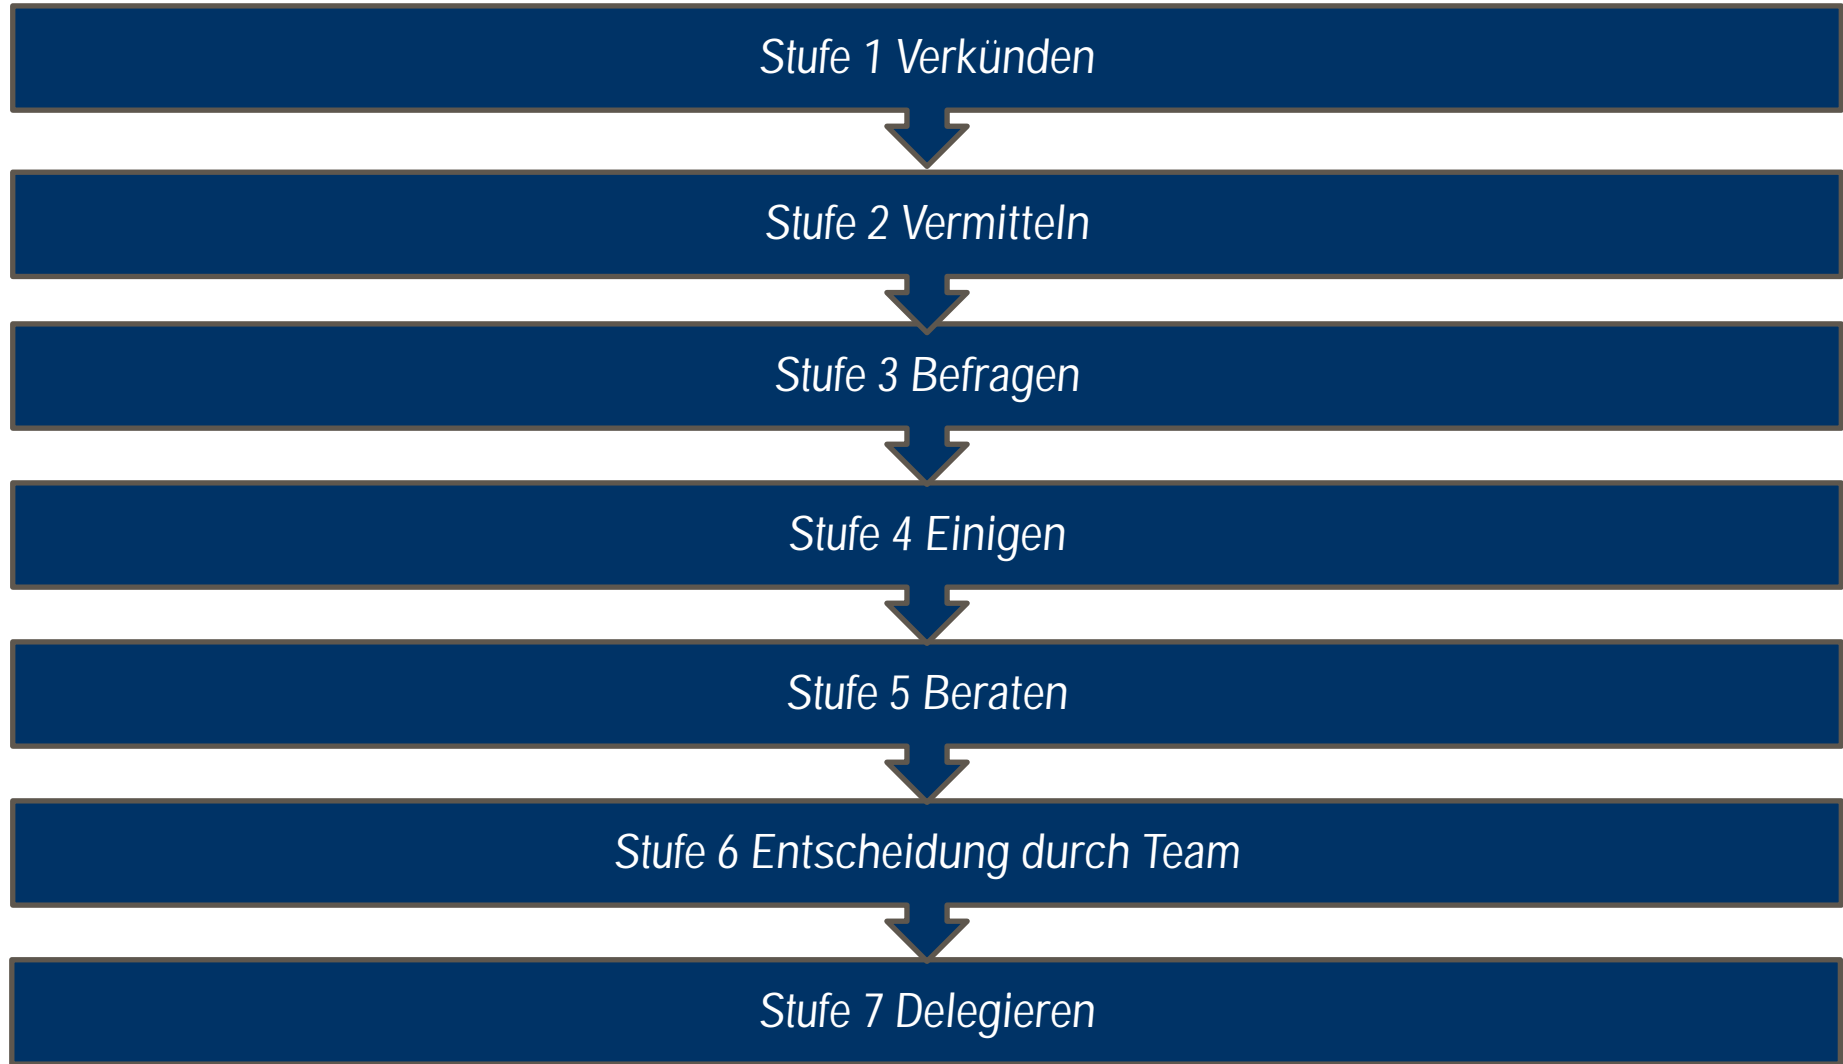 Stufe 1 Verkünden
Stufe 2 Vermitteln
Stufe 3 Befragen
Stufe 4 Einigen
Stufe 5 Beraten
Stufe 6 Entscheidung durch Team
Stufe 7 Delegieren